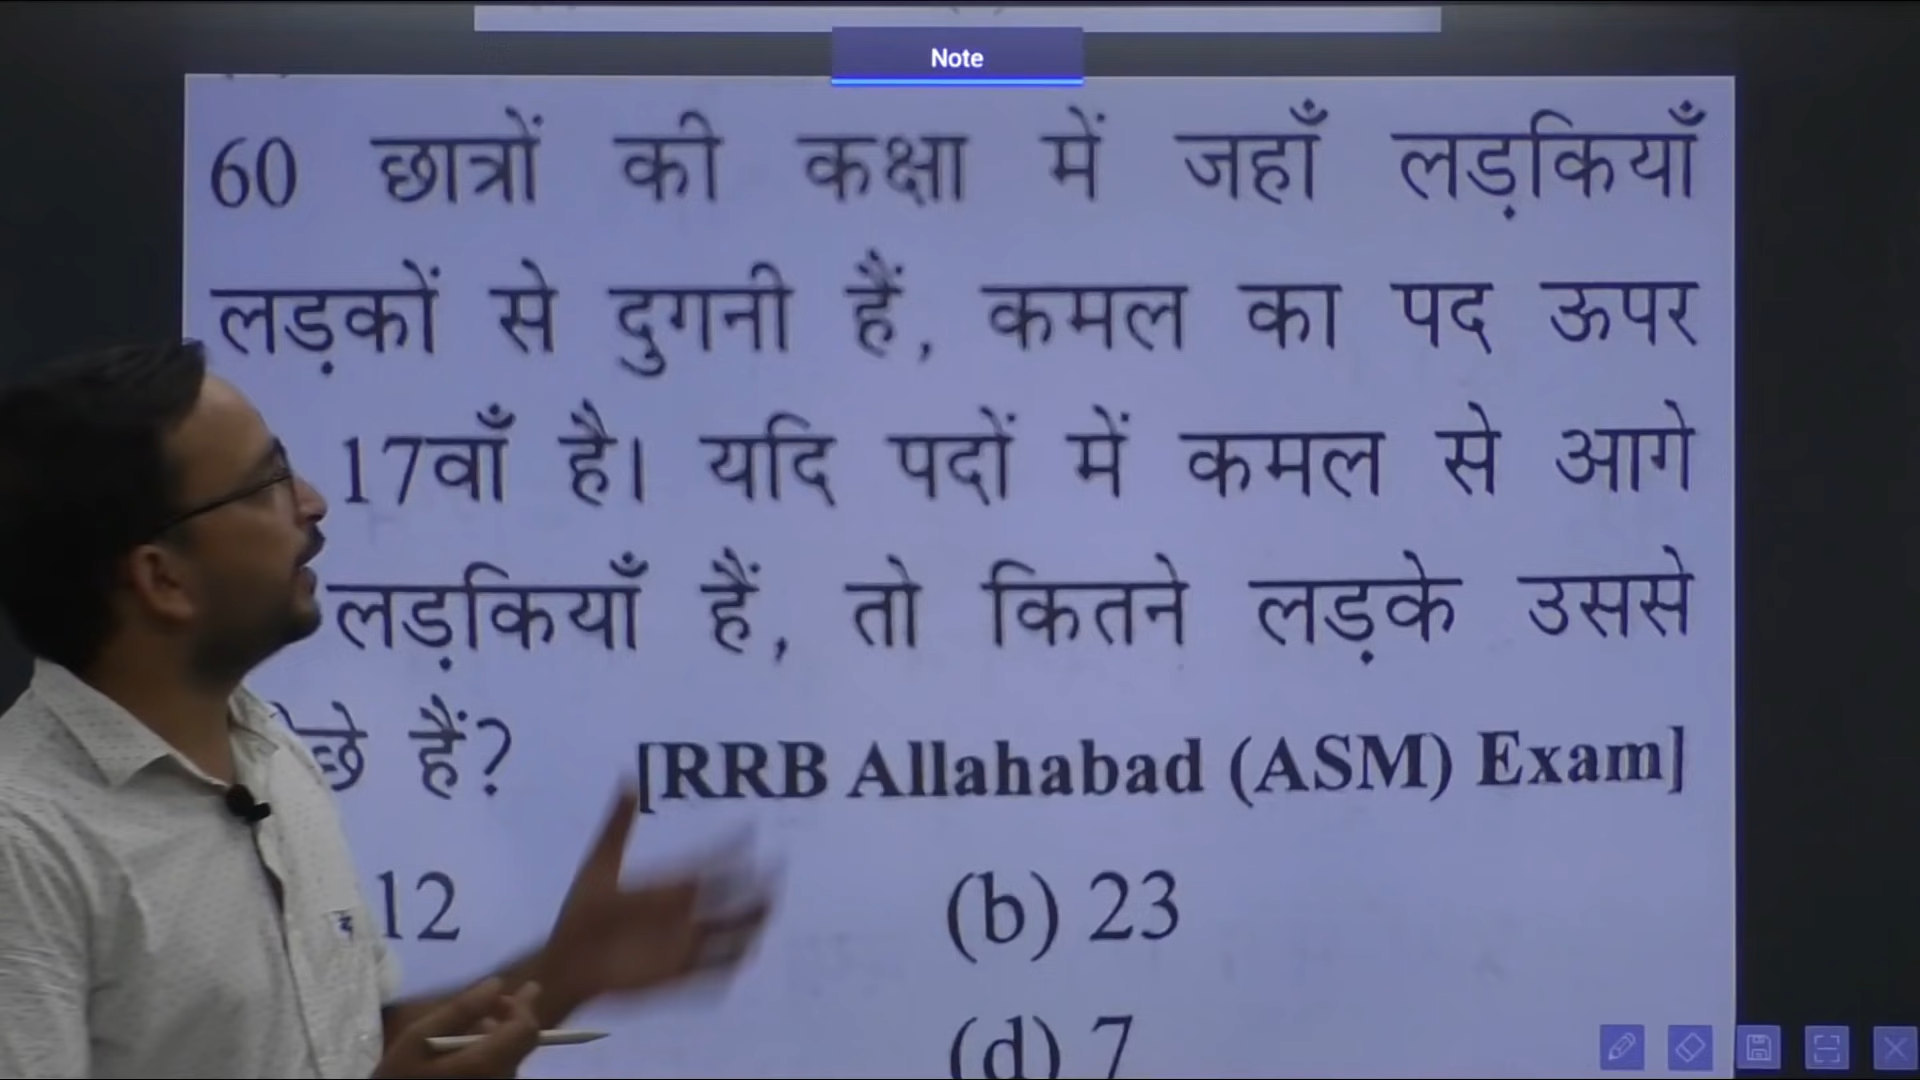 Note
60 छात्रों की कक्षा में जहाँ लड़कियाँ
लड़कों से दुगनी हैं, कमल का पद ऊपर
17वाँ है। यदि पदों में कमल से आगे
लड़कियाँ हैं, तो कितने लड़के उससे
छे हैं? [RRB Allahabad (ASM) Exam]
12 (b) 23
(d) 7